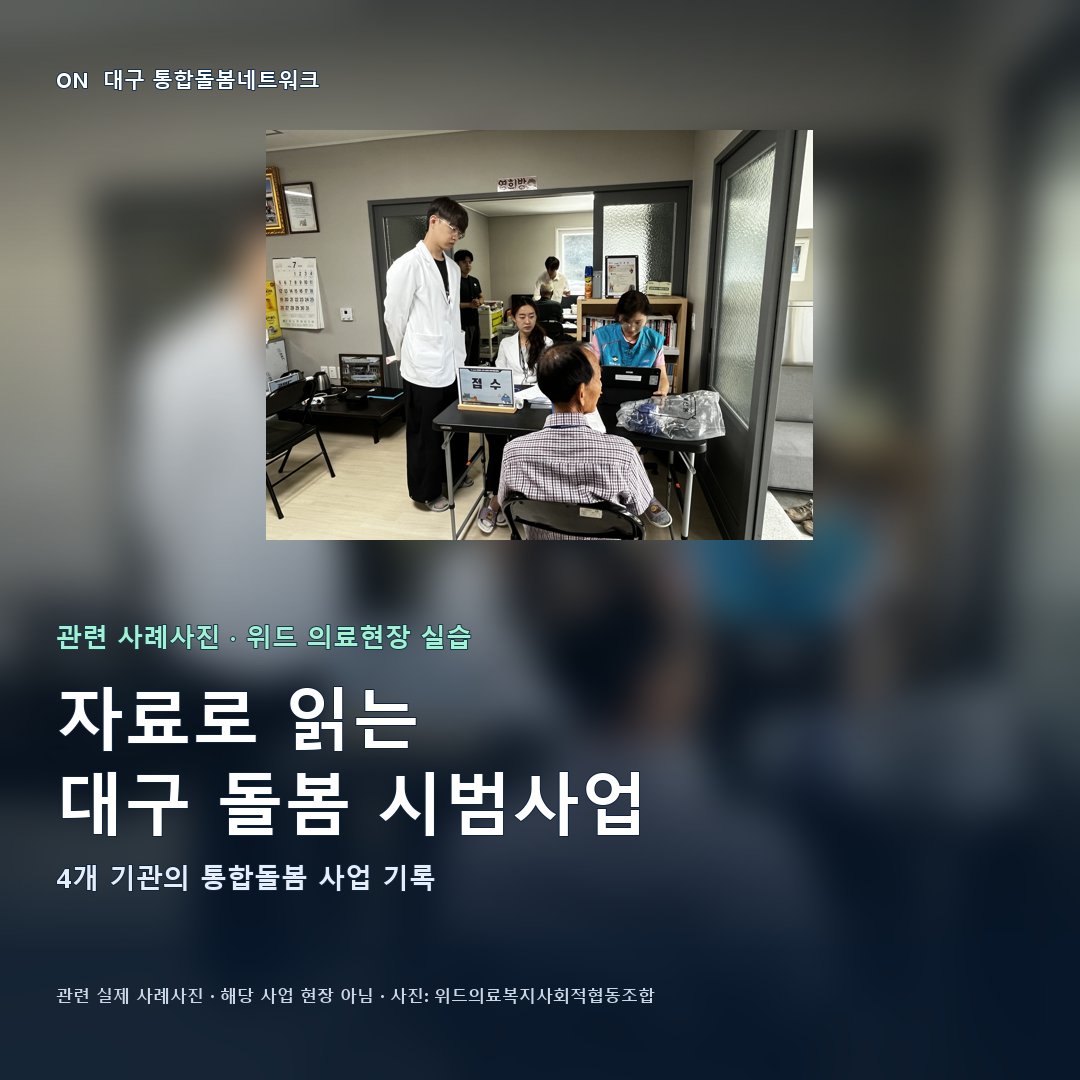 ON 대구 통합돌봄네트워크
접수
관련 사례사진 · 위드 의료현장 실습
자료로 읽는
대구 돌봄 시범사업
4개 기관의 통합돌봄 사업 기록
관련 실제 사례사진 · 해당 사업 현장 아님 · 사진: 위드의료복지사회적협동조합